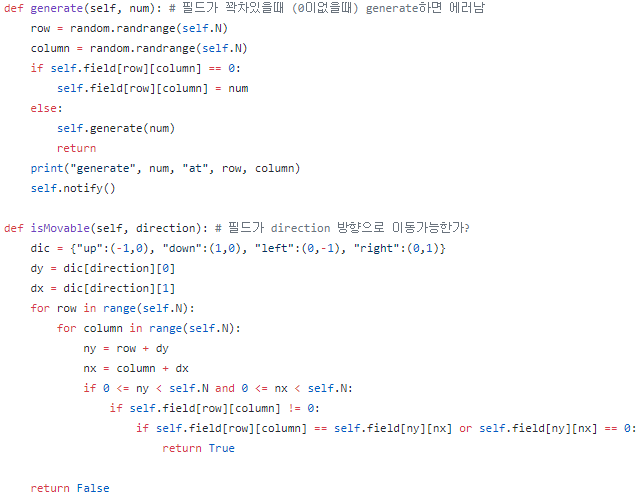 def generate(self, num): # 필드가 꽉차있을때 (0이없을때) generate하면 에러남
    row = random.randrange(self.N)
    column = random.randrange(self.N)
    if self.field[row][column] == 0:
        self.field[row][column] = num
    else:
        self.generate(num)
        return
    print("generate", num, "at", row, column)
    self.notify()

def isMovable(self, direction): # 필드가 direction 방향으로 이동가능한가?
    dic = {"up":(-1,0), "down":(1,0), "left":(0,-1), "right":(0,1)}
    dy = dic[direction][0]
    dx = dic[direction][1]
    for row in range(self.N):
        for column in range(self.N):
            ny = row + dy
            nx = column + dx
            if 0 <= ny < self.N and 0 <= nx < self.N:
                if self.field[row][column] != 0:
                    if self.field[row][column] == self.field[ny][nx] or self.field[ny][nx] == 0:
                        return True

    return False